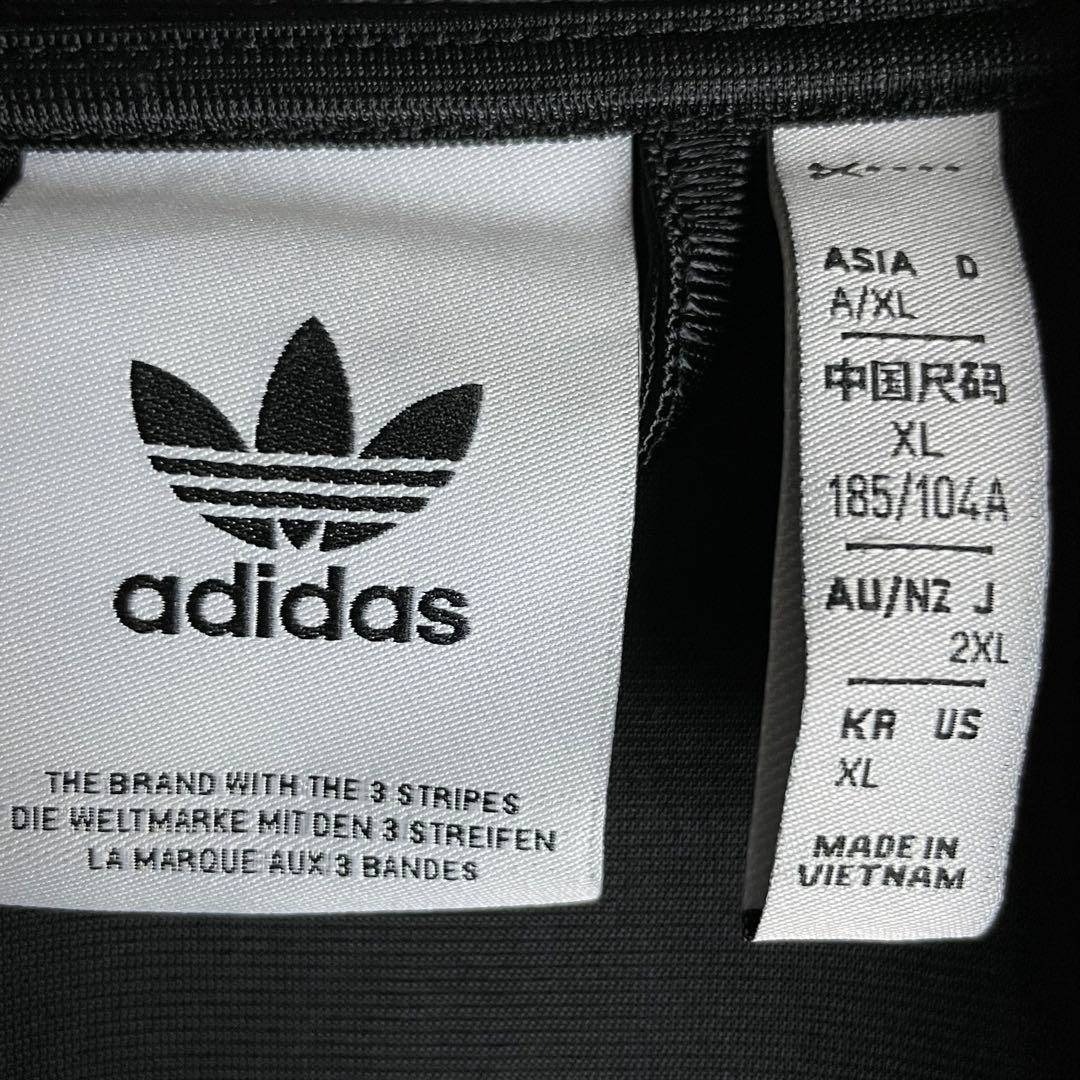 adidas
THE BRAND WITH THE 3 STRIPES
DIE WELTMARKE MIT DEN 3 STREIFEN
LA MARQUE AUX 3 BANDES
ASIA D
A/XL
中国尺码
XL
185/104A
AU/NZ J
2XL
KR US
XL
MADE IN
VIETNAM